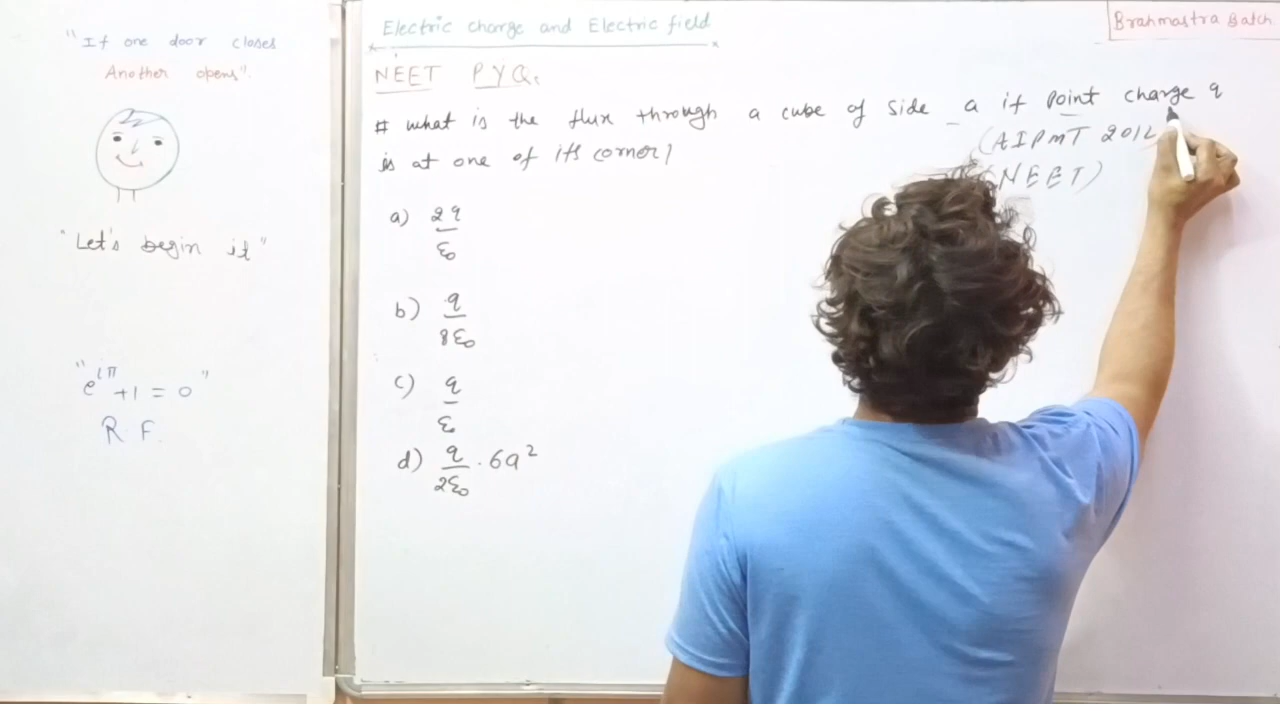 "If one door closes
Another opens".
"Let's begin it"
"e^iπ +1 = 0"
R. F.
Electric charge and Electric field
Brahmastra Batch
NEET PYQs
# what is the flux through a cube of side a if point charge q
is at one of its corner?
(AIPMT 2012
(NEET)
a) 2q/ε₀
b) q/8ε₀
c) q/ε₀
d) q/2ε₀ . 6a²